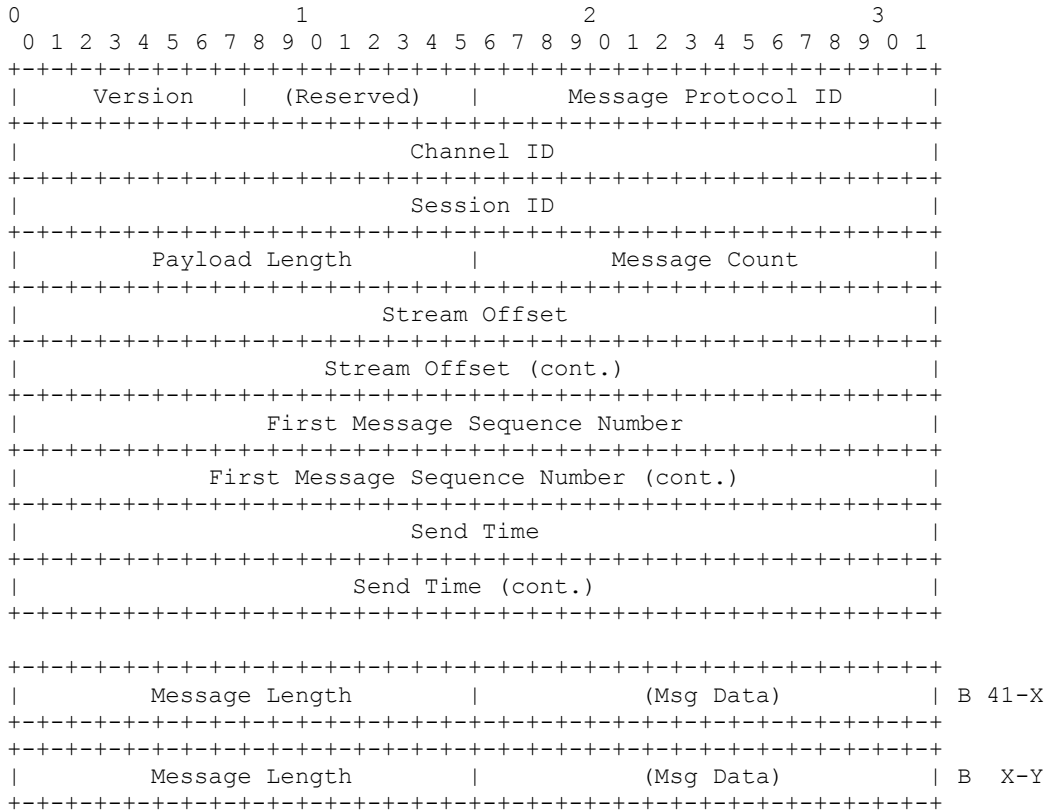 0                   1                   2                   3
 0 1 2 3 4 5 6 7 8 9 0 1 2 3 4 5 6 7 8 9 0 1 2 3 4 5 6 7 8 9 0 1
+-+-+-+-+-+-+-+-+-+-+-+-+-+-+-+-+-+-+-+-+-+-+-+-+-+-+-+-+-+-+-+-+
|     Version   |  (Reserved)   |      Message Protocol ID      |
+-+-+-+-+-+-+-+-+-+-+-+-+-+-+-+-+-+-+-+-+-+-+-+-+-+-+-+-+-+-+-+-+
|                           Channel ID                          |
+-+-+-+-+-+-+-+-+-+-+-+-+-+-+-+-+-+-+-+-+-+-+-+-+-+-+-+-+-+-+-+-+
|                           Session ID                          |
+-+-+-+-+-+-+-+-+-+-+-+-+-+-+-+-+-+-+-+-+-+-+-+-+-+-+-+-+-+-+-+-+
|         Payload Length        |         Message Count         |
+-+-+-+-+-+-+-+-+-+-+-+-+-+-+-+-+-+-+-+-+-+-+-+-+-+-+-+-+-+-+-+-+
|                         Stream Offset                         |
+-+-+-+-+-+-+-+-+-+-+-+-+-+-+-+-+-+-+-+-+-+-+-+-+-+-+-+-+-+-+-+-+
|                     Stream Offset (cont.)                     |
+-+-+-+-+-+-+-+-+-+-+-+-+-+-+-+-+-+-+-+-+-+-+-+-+-+-+-+-+-+-+-+-+
|                 First Message Sequence Number                 |
+-+-+-+-+-+-+-+-+-+-+-+-+-+-+-+-+-+-+-+-+-+-+-+-+-+-+-+-+-+-+-+-+
|             First Message Sequence Number (cont.)             |
+-+-+-+-+-+-+-+-+-+-+-+-+-+-+-+-+-+-+-+-+-+-+-+-+-+-+-+-+-+-+-+-+
|                           Send Time                           |
+-+-+-+-+-+-+-+-+-+-+-+-+-+-+-+-+-+-+-+-+-+-+-+-+-+-+-+-+-+-+-+-+
|                       Send Time (cont.)                       |
+-+-+-+-+-+-+-+-+-+-+-+-+-+-+-+-+-+-+-+-+-+-+-+-+-+-+-+-+-+-+-+-+

+-+-+-+-+-+-+-+-+-+-+-+-+-+-+-+-+-+-+-+-+-+-+-+-+-+-+-+-+-+-+-+-+
|         Message Length        |           (Msg Data)          | B 41-X
+-+-+-+-+-+-+-+-+-+-+-+-+-+-+-+-+-+-+-+-+-+-+-+-+-+-+-+-+-+-+-+-+
+-+-+-+-+-+-+-+-+-+-+-+-+-+-+-+-+-+-+-+-+-+-+-+-+-+-+-+-+-+-+-+-+
|         Message Length        |           (Msg Data)          | B  X-Y
+-+-+-+-+-+-+-+-+-+-+-+-+-+-+-+-+-+-+-+-+-+-+-+-+-+-+-+-+-+-+-+-+